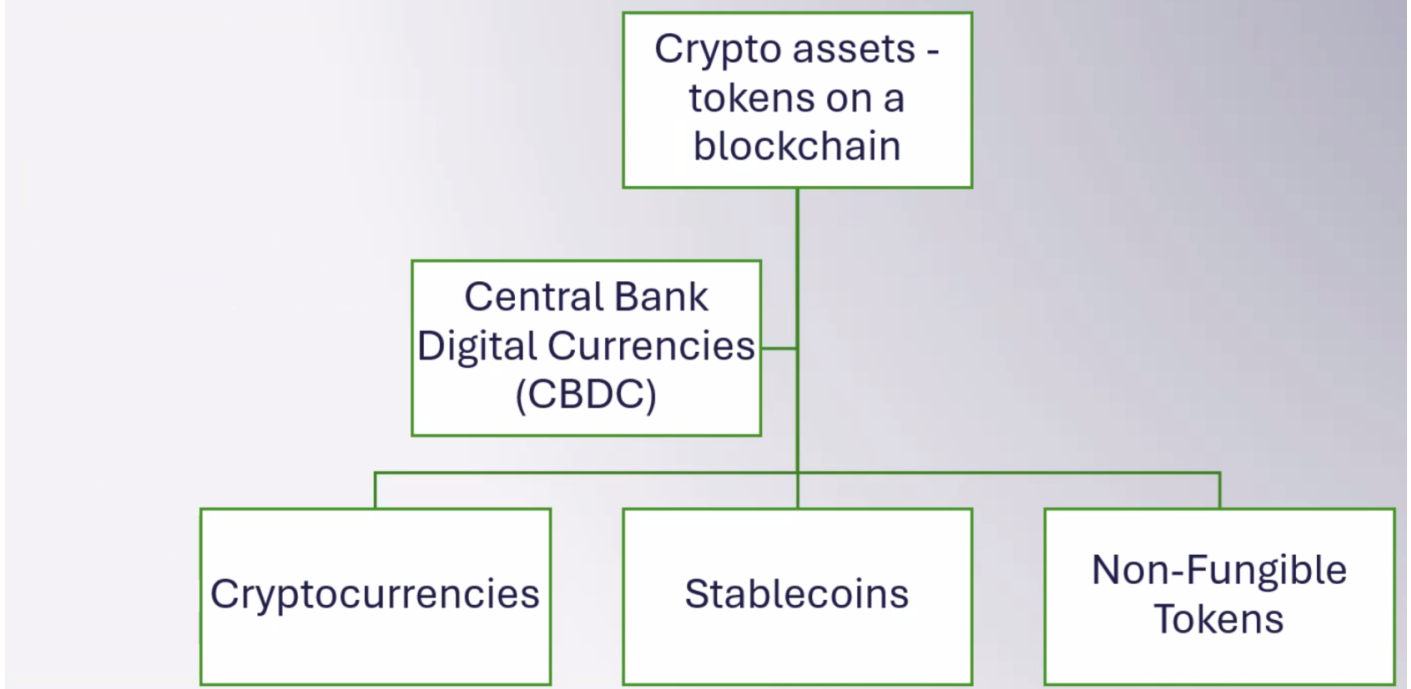 Crypto assets -
tokens on a
blockchain
Central Bank
Digital Currencies
(CBDC)
Cryptocurrencies
Stablecoins
Non-Fungible
Tokens